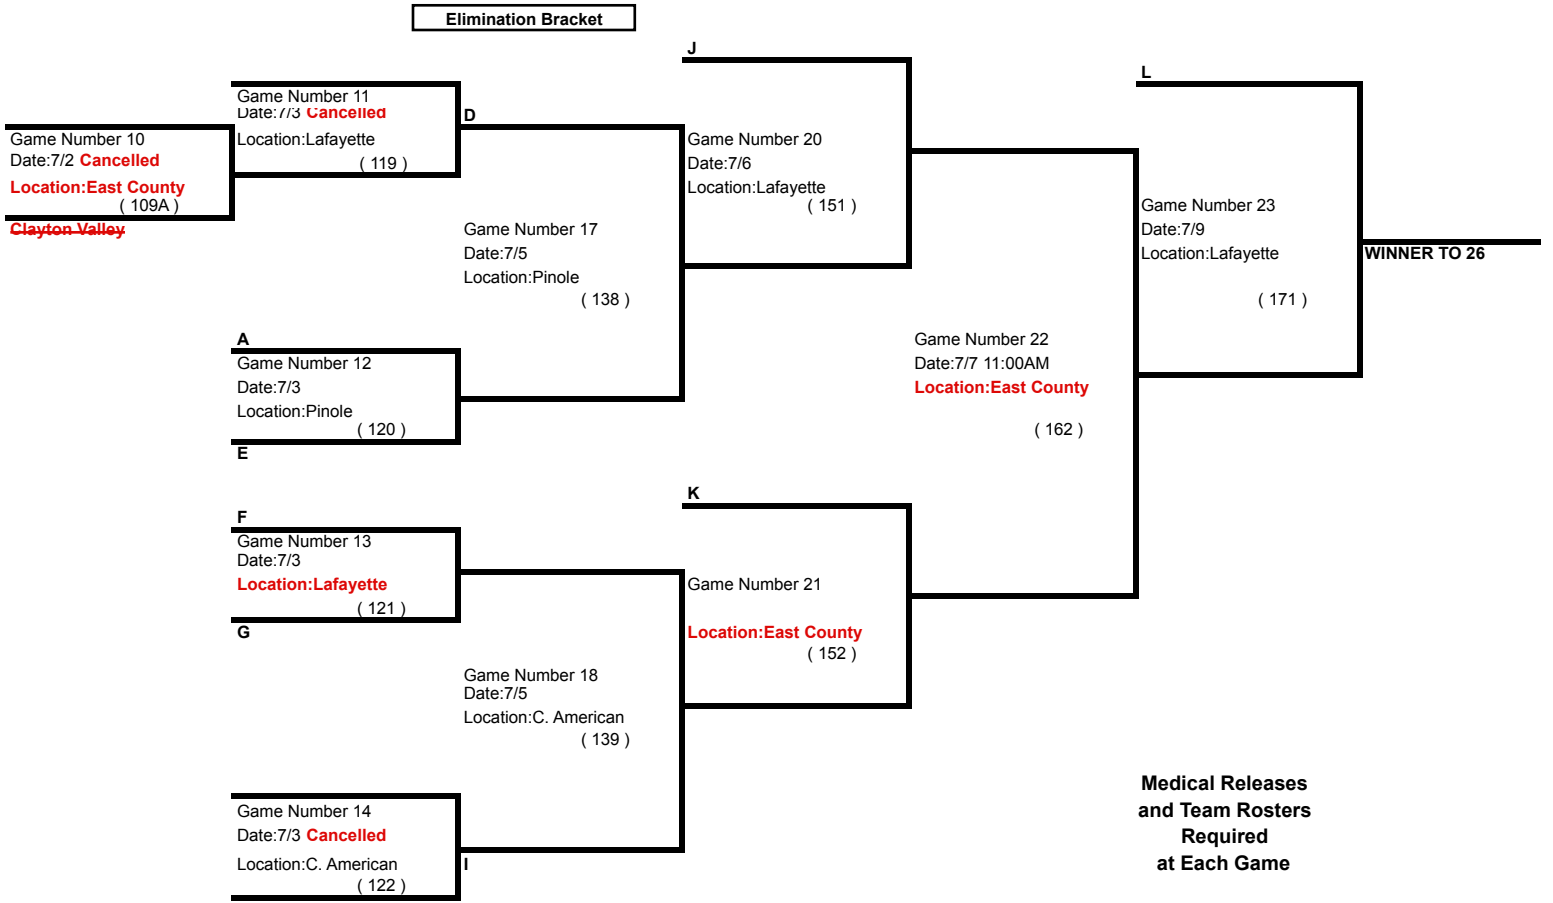 Elimination Bracket
Game Number 10
Date:7/2 Cancelled
Location:East County
( 109A )
Clayton Valley
Game Number 11
Date:7/3 Cancelled
Location:Lafayette
( 119 )
A
Game Number 12
Date:7/3
Location:Pinole
( 120 )
E
F
Game Number 13
Date:7/3
Location:Lafayette
( 121 )
G
Game Number 14
Date:7/3 Cancelled
Location:C. American
( 122 )
D
Game Number 17
Date:7/5
Location:Pinole
( 138 )
Game Number 18
Date:7/5
Location:C. American
( 139 )
I
J
Game Number 20
Date:7/6
Location:Lafayette
( 151 )
K
Game Number 21
Location:East County
( 152 )
Game Number 22
Date:7/7 11:00AM
Location:East County
( 162 )
L
Game Number 23
Date:7/9
Location:Lafayette
( 171 )
WINNER TO 26
Medical Releases
and Team Rosters
Required
at Each Game